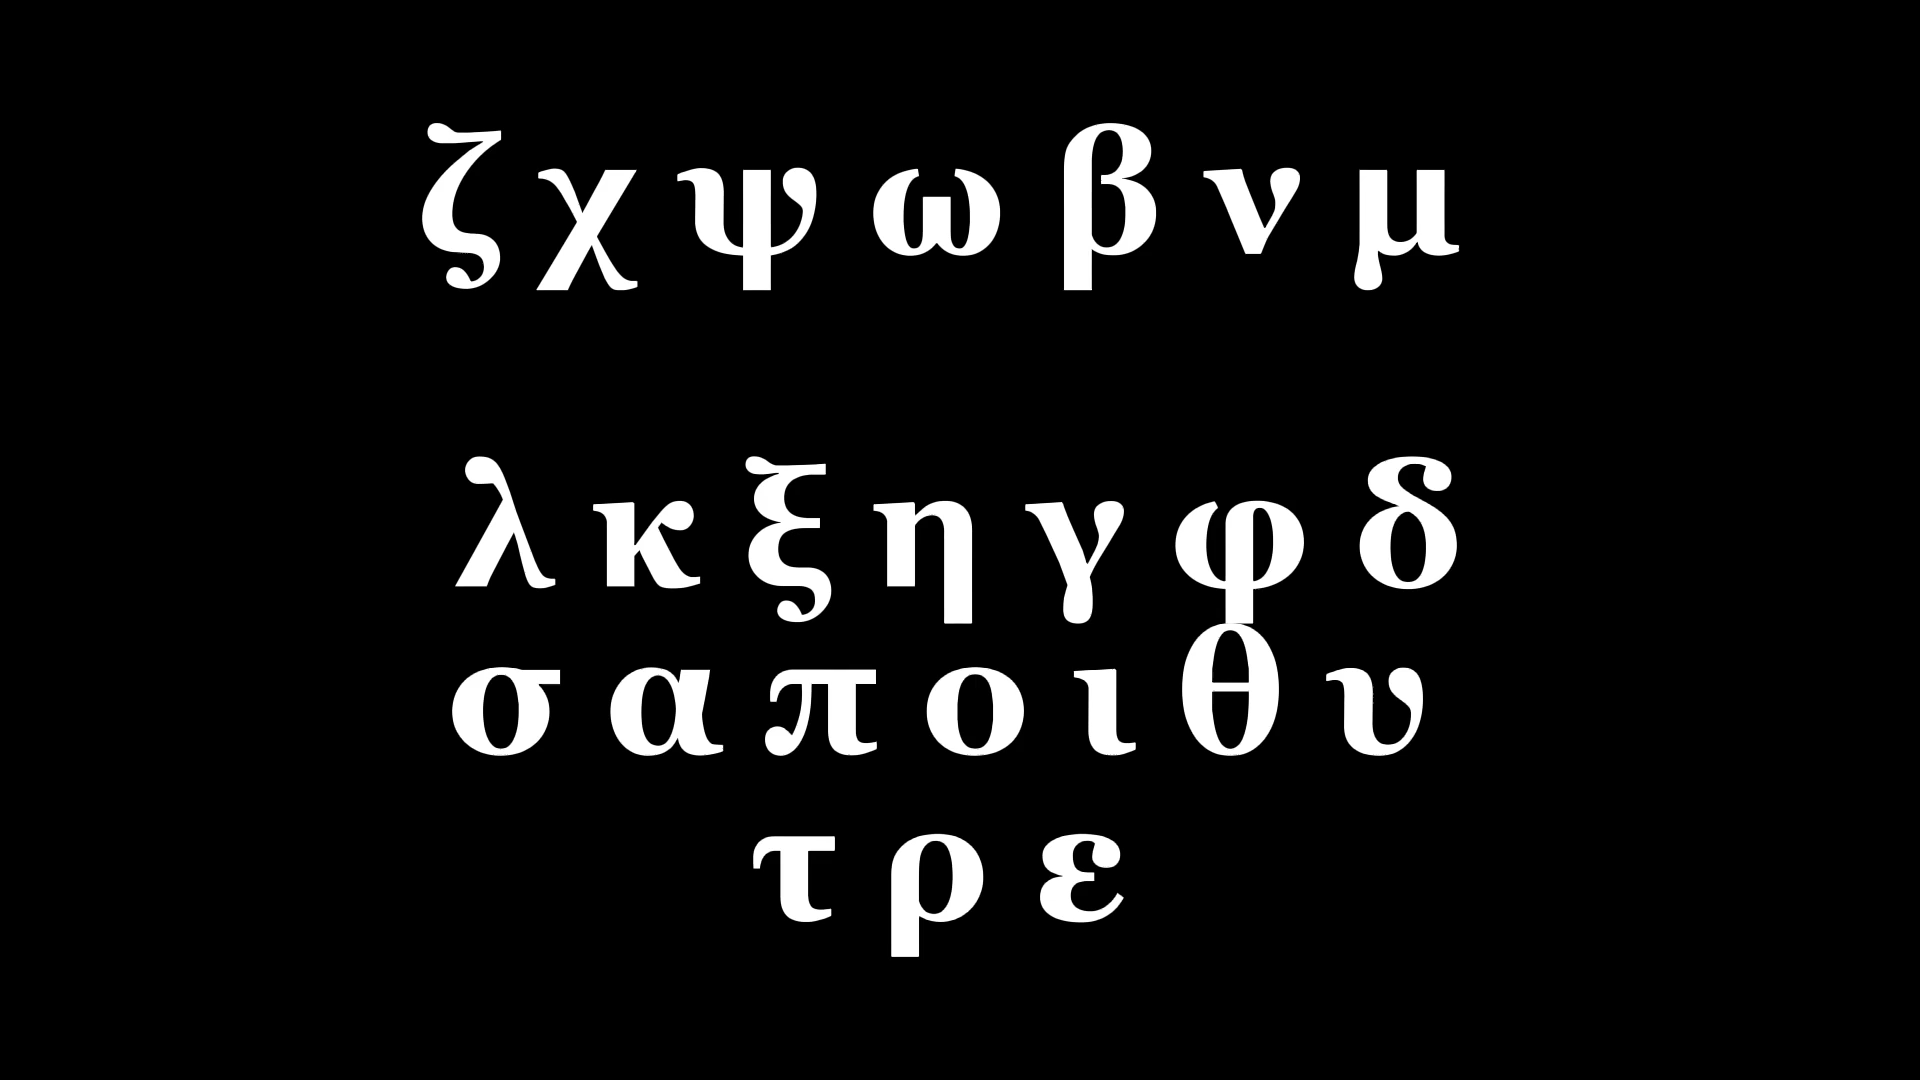 ζ χ ψ ω β ν μ
λ κ ξ η γ φ δ
σ α π ο ι θ υ
τ ρ ε